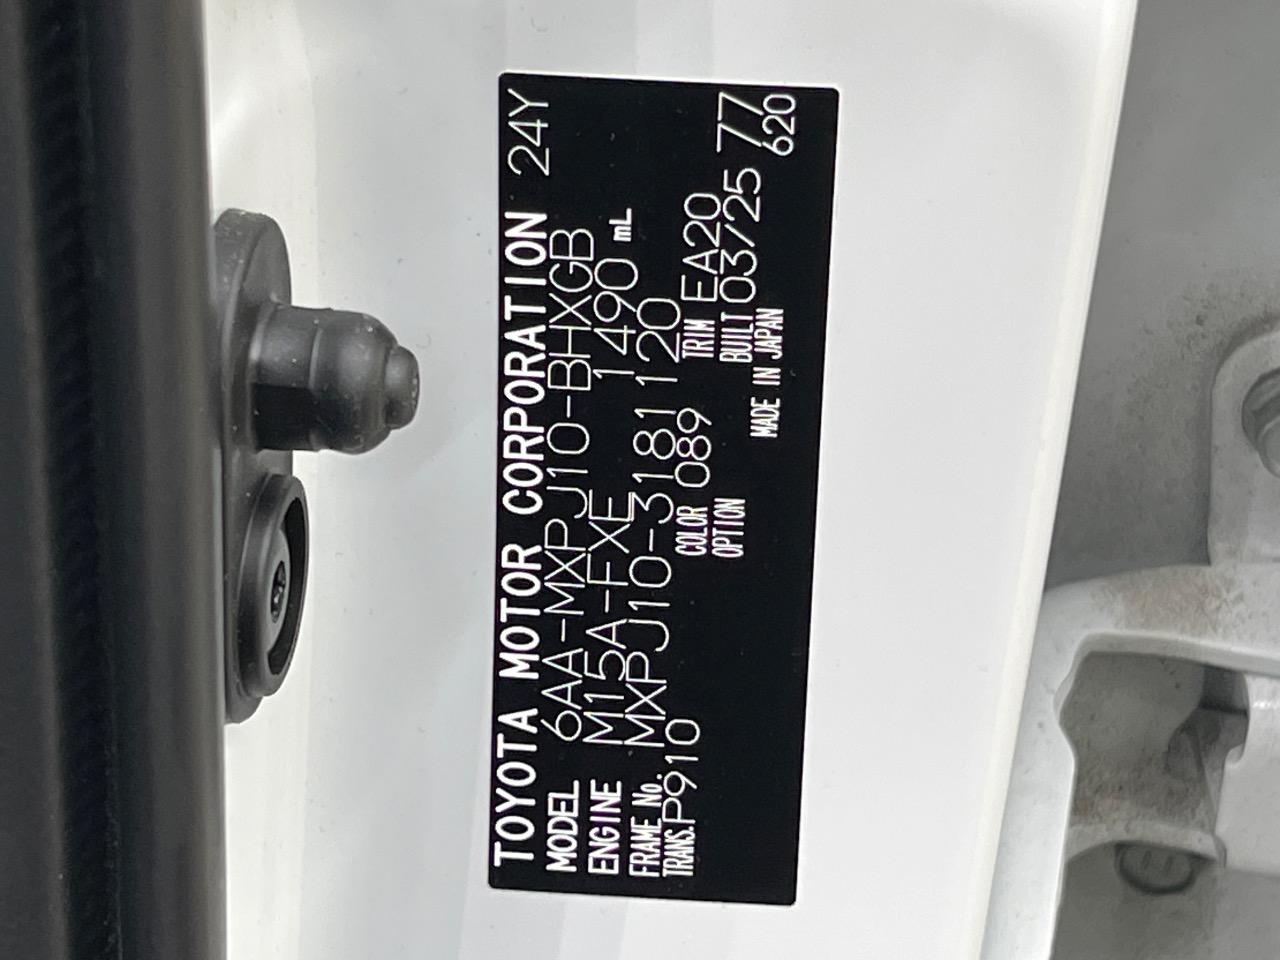 TOYOTA MOTOR CORPORATION 24Y
MODEL 6AA-MXPJ10-BHXGB
ENGINE M15A-FXE 1490 mL
FRAME No. MXPJ10-3181120
TRANS. P910 COLOR 089 TRIM EA20
OPTION BUILT 03/25 77
MADE IN JAPAN 620